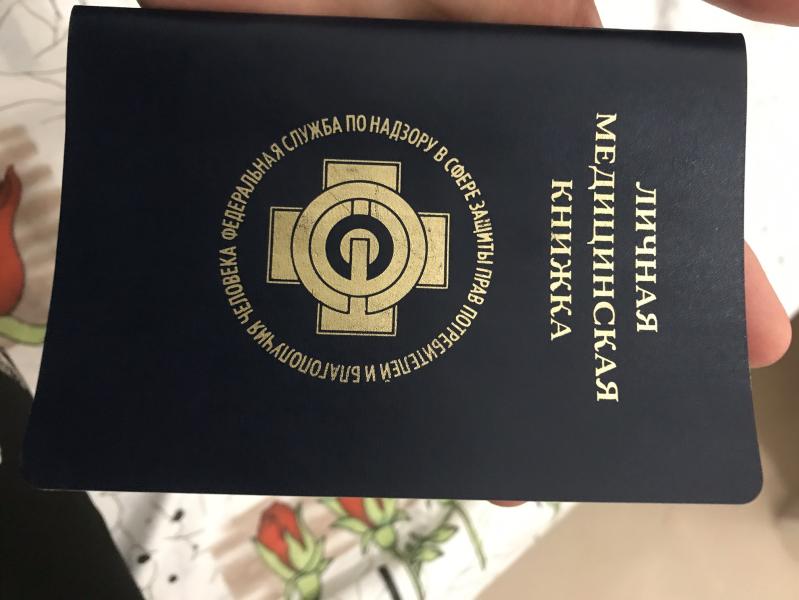 ЛИЧНАЯ
МЕДИЦИНСКАЯ
КНИЖКА
ФЕДЕРАЛЬНАЯ СЛУЖБА ПО НАДЗОРУ В СФЕРЕ ЗАЩИТЫ ПРАВ ПОТРЕБИТЕЛЕЙ И БЛАГОПОЛУЧИЯ ЧЕЛОВЕКА